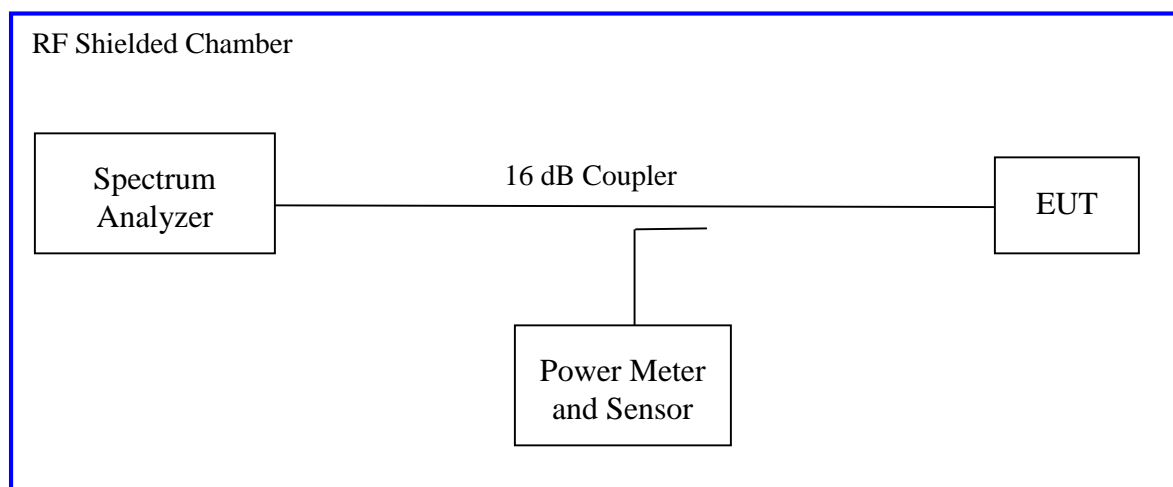 RF Shielded Chamber
Spectrum
Analyzer
16 dB Coupler
EUT
Power Meter
and Sensor